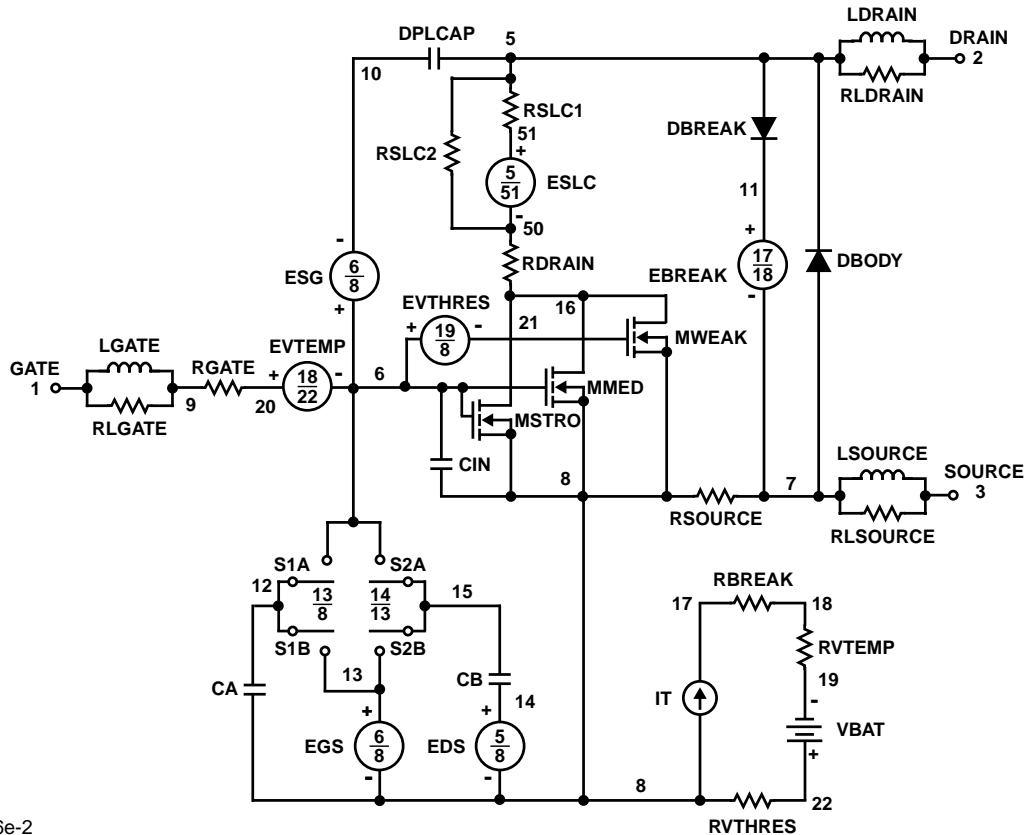 LDRAIN
DPLCAP 5 DRAIN
10 2
RLDRAIN
RSLC1
DBREAK
51
+
RSLC2
5
51
ESLC
11
-
50
-
+
RDRAIN
17
18
DBODY
6
8
ESG
EBREAK
EVTHRES
16
-
+
+ 19
8 - 21
MWEAK
LGATE
EVTEMP
GATE RGATE
+ 18
22 - 6
1
MMED
9 20
MSTRO
RLGATE
LSOURCE
CIN
8 7 SOURCE
3
RSOURCE
RLSOURCE
S1A S2A
12
13
8
14
13
15
RBREAK
17 18
S1B S2B
RVTEMP
13
CB
19
CA
14
IT
-
+ +
VBAT
EGS 6
8
EDS 5
8
+
- -
8
22
RVTHRES
6e-2